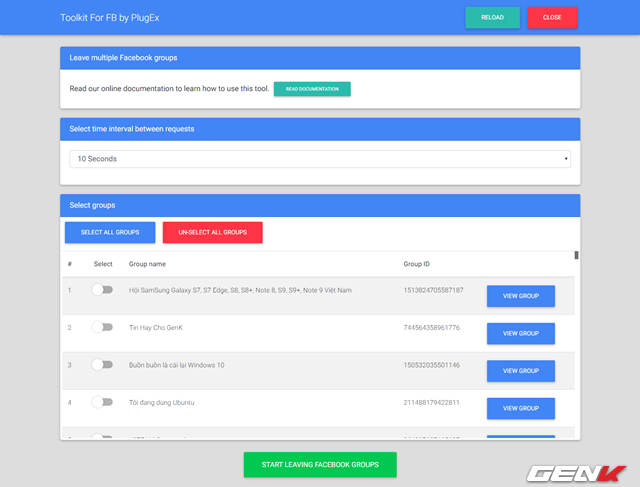 Toolkit For FB by PlugEx
RELOAD
CLOSE
Leave multiple Facebook groups
Read our online documentation to learn how to use this tool.
READ DOCUMENTATION
Select time interval between requests
10 Seconds
Select groups
SELECT ALL GROUPS
UN-SELECT ALL GROUPS
# Select Group name Group ID
1 Hội SamSung Galaxy S7, S7 Edge, S8, S8+, Note 8, S9, S9+, Note 9 Việt Nam 1513824705587187 VIEW GROUP
2 Tin Hay Cho GenK 744564358961776 VIEW GROUP
3 Buồn buồn là cài lại Windows 10 150532035501146 VIEW GROUP
4 Tôi đang dùng Ubuntu 211488179422811 VIEW GROUP
START LEAVING FACEBOOK GROUPS
GENK